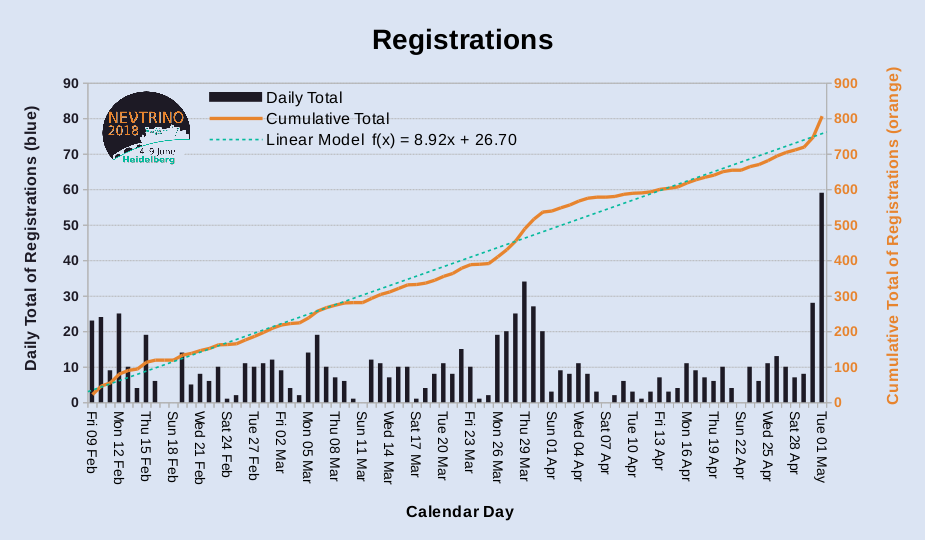 Registrations
Daily Total of Registrations (blue)
Cumulative Total of Registrations (orange)
90
80
70
60
50
40
30
20
10
0
900
800
700
600
500
400
300
200
100
0
NEVTRINO
2018
4-9 June
Heidelberg
Daily Total
Cumulative Total
Linear Model f(x) = 8.92x + 26.70
Fri 09 Feb
Mon 12 Feb
Thu 15 Feb
Sun 18 Feb
Wed 21 Feb
Sat 24 Feb
Tue 27 Feb
Fri 02 Mar
Mon 05 Mar
Thu 08 Mar
Sun 11 Mar
Wed 14 Mar
Sat 17 Mar
Tue 20 Mar
Fri 23 Mar
Mon 26 Mar
Thu 29 Mar
Sun 01 Apr
Wed 04 Apr
Sat 07 Apr
Tue 10 Apr
Fri 13 Apr
Mon 16 Apr
Thu 19 Apr
Sun 22 Apr
Wed 25 Apr
Sat 28 Apr
Tue 01 May
Calendar Day